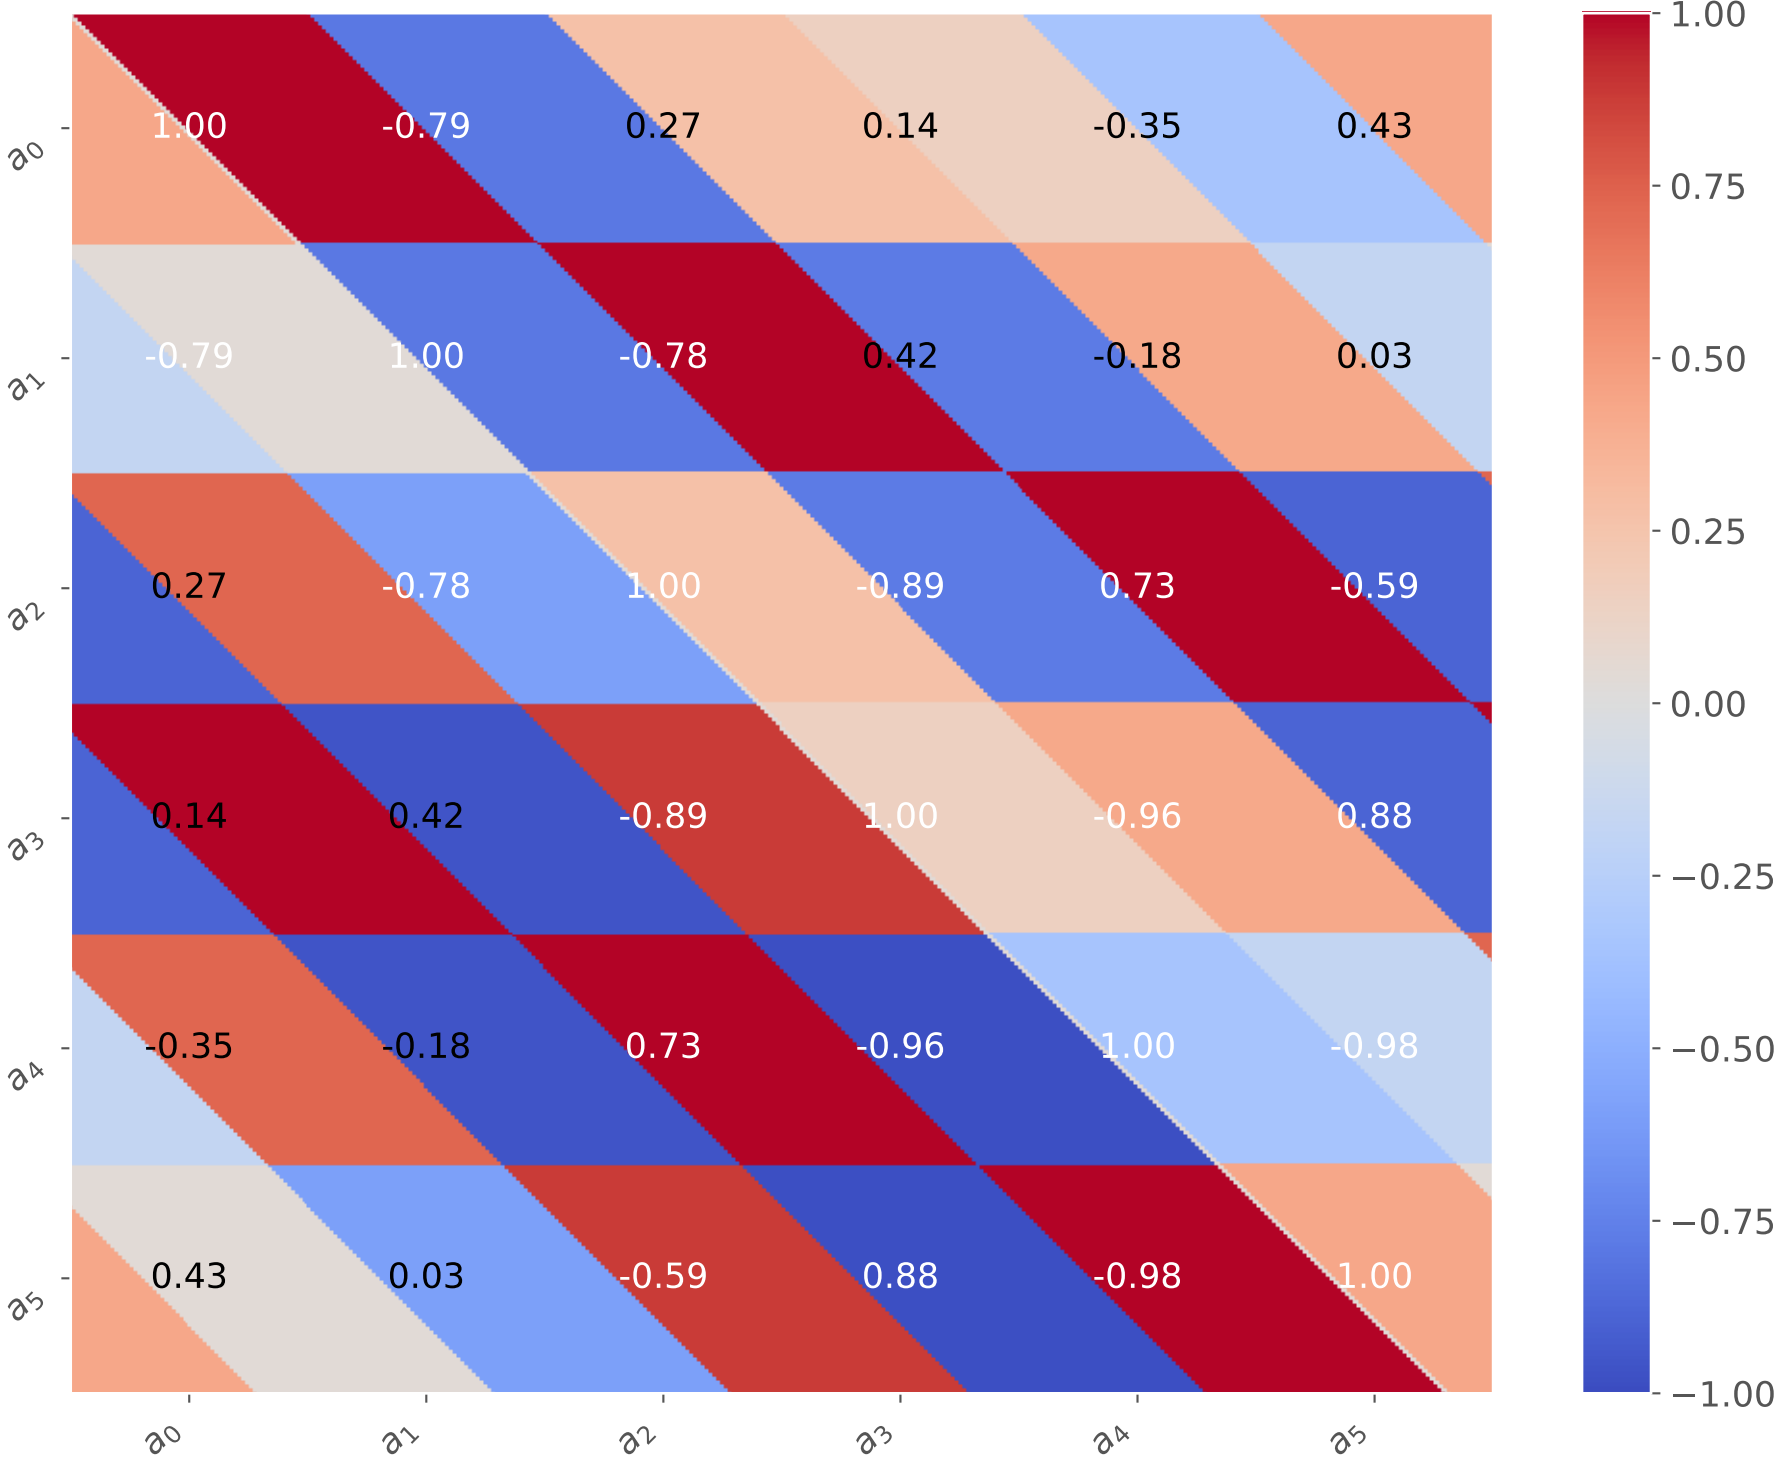 1.00
a0 1.00 -0.79 0.27 0.14 -0.35 0.43
0.75
a1 -0.79 1.00 -0.78 0.42 -0.18 0.03
0.50
0.25
a2 0.27 -0.78 1.00 -0.89 0.73 -0.59
0.00
a3 0.14 0.42 -0.89 1.00 -0.96 0.88
−0.25
a4 -0.35 -0.18 0.73 -0.96 1.00 -0.98
−0.50
−0.75
a5 0.43 0.03 -0.59 0.88 -0.98 1.00
−1.00
a0 a1 a2 a3 a4 a5